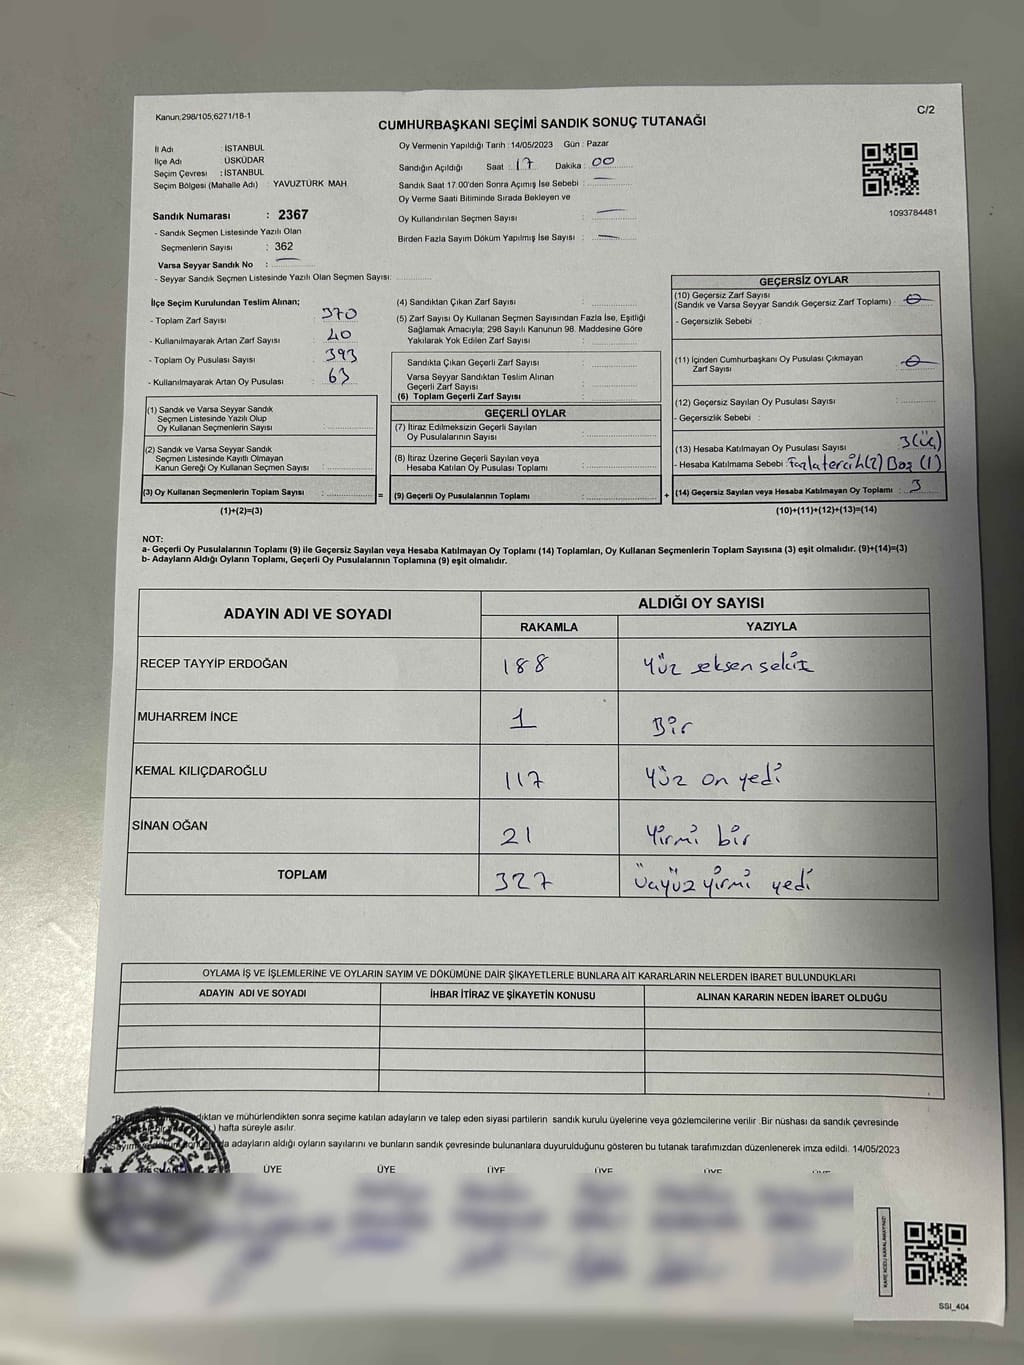 Kanun;298/105,6271/18-1
C/2
CUMHURBAŞKANI SEÇİMİ SANDIK SONUÇ TUTANAĞI
İl Adı : İSTANBUL
İlçe Adı : ÜSKÜDAR
Seçim Çevresi : İSTANBUL
Seçim Bölgesi (Mahalle Adı) : YAVUZTÜRK MAH
Sandık Numarası : 2367
- Sandık Seçmen Listesinde Yazılı Olan
Seçmenlerin Sayısı : 362
Varsa Seyyar Sandık No : —
- Seyyar Sandık Seçmen Listesinde Yazılı Olan Seçmen Sayısı:
Oy Vermenin Yapıldığı Tarih : 14/05/2023 Gün : Pazar
Sandığın Açıldığı Saat : 17 Dakika : 00
Sandık Saat 17.00'den Sonra Açımış İse Sebebi : —
Oy Verme Saati Bitiminde Sırada Bekleyen ve
Oy Kullandırılan Seçmen Sayısı : —
Birden Fazla Sayım Döküm Yapılmış İse Sayısı : —
1093784481
İlçe Seçim Kurulundan Teslim Alınan;
- Toplam Zarf Sayısı : 370
- Kullanılmayarak Artan Zarf Sayısı : 40
- Toplam Oy Pusulası Sayısı : 393
- Kullanılmayarak Artan Oy Pusulası : 63
(1) Sandık ve Varsa Seyyar Sandık
Seçmen Listesinde Yazılı Olup
Oy Kullanan Seçmenlerin Sayısı :
(2) Sandık ve Varsa Seyyar Sandık
Seçmen Listesinde Kayıtlı Olmayan
Kanun Gereği Oy Kullanan Seçmen Sayısı :
(3) Oy Kullanan Seçmenlerin Toplam Sayısı : =
(1)+(2)=(3)
(4) Sandıktan Çıkan Zarf Sayısı :
(5) Zarf Sayısı Oy Kullanan Seçmen Sayısından Fazla İse, Eşitliği
Sağlamak Amacıyla; 298 Sayılı Kanunun 98. Maddesine Göre
Yakılarak Yok Edilen Zarf Sayısı :
Sandıkta Çıkan Geçerli Zarf Sayısı :
Varsa Seyyar Sandıktan Teslim Alınan
Geçerli Zarf Sayısı :
(6) Toplam Geçerli Zarf Sayısı :
GEÇERLİ OYLAR
(7) İtiraz Edilmeksizin Geçerli Sayılan
Oy Pusulalarının Sayısı :
(8) İtiraz Üzerine Geçerli Sayılan veya
Hesaba Katılan Oy Pusulası Toplamı :
(9) Geçerli Oy Pusulalarının Toplamı : +
GEÇERSİZ OYLAR
(10) Geçersiz Zarf Sayısı
(Sandık ve Varsa Seyyar Sandık Geçersiz Zarf Toplamı) : 0
- Geçersizlik Sebebi :
(11) İçinden Cumhurbaşkanı Oy Pusulası Çıkmayan
Zarf Sayısı : 0
(12) Geçersiz Sayılan Oy Pusulası Sayısı :
- Geçersizlik Sebebi :
(13) Hesaba Katılmayan Oy Pusulası Sayısı : 3(üç)
- Hesaba Katılmama Sebebi : Fazla tercih(2) Boş (1)
(14) Geçersiz Sayılan veya Hesaba Katılmayan Oy Toplamı : 3
(10)+(11)+(12)+(13)=(14)
NOT:
a- Geçerli Oy Pusulalarının Toplamı (9) ile Geçersiz Sayılan veya Hesaba Katılmayan Oy Toplamı (14) Toplamları, Oy Kullanan Seçmenlerin Toplam Sayısına (3) eşit olmalıdır. (9)+(14)=(3)
b- Adayların Aldığı Oyların Toplamı, Geçerli Oy Pusulalarının Toplamına (9) eşit olmalıdır.
ADAYIN ADI VE SOYADI ALDIĞI OY SAYISI
RAKAMLA YAZIYLA
RECEP TAYYİP ERDOĞAN 188 Yüz seksen sekiz
MUHARREM İNCE 1 Bir
KEMAL KILIÇDAROĞLU 117 Yüz on yedi
SİNAN OĞAN 21 Yirmi bir
TOPLAM 327 Üçyüz yirmi yedi
OYLAMA İŞ VE İŞLEMLERİNE VE OYLARIN SAYIM VE DÖKÜMÜNE DAİR ŞİKAYETLERLE BUNLARA AİT KARARLARIN NELERDEN İBARET BULUNDUKLARI
ADAYIN ADI VE SOYADI İHBAR İTİRAZ VE ŞİKAYETİN KONUSU ALINAN KARARIN NEDEN İBARET OLDUĞU
ve mühürlendikten sonra seçime katılan adayların ve talep eden siyasi partilerin sandık kurulu üyelerine veya gözlemcilerine verilir .Bir nüshası da sandık çevresinde
hafta süreyle asılır.
adayların aldığı oyların sayılarını ve bunların sandık çevresinde bulunanlara duyurulduğunu gösteren bu tutanak tarafımızdan düzenlenerek imza edildi. 14/05/2023
ÜYE ÜYE ÜYE ÜYE ÜYE
KARE KODU KARALAMAYINIZ!
SSI_404